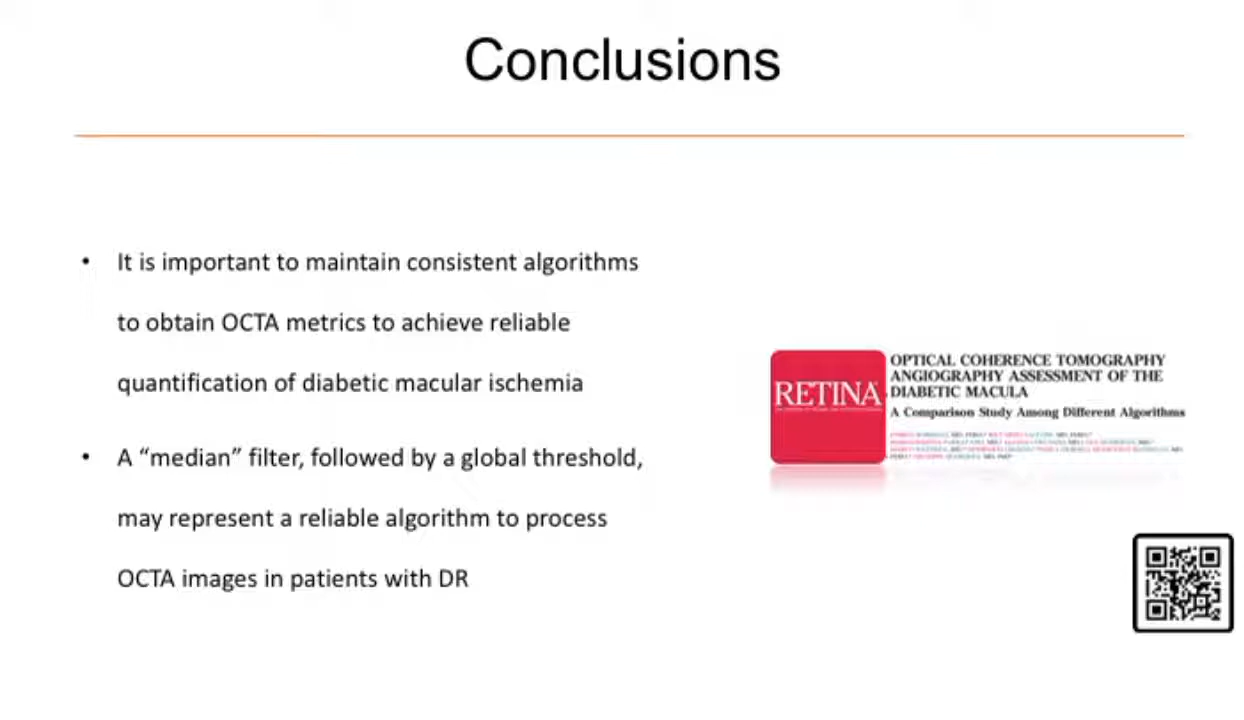 Conclusions
• It is important to maintain consistent algorithms
to obtain OCTA metrics to achieve reliable
quantification of diabetic macular ischemia
• A “median” filter, followed by a global threshold,
may represent a reliable algorithm to process
OCTA images in patients with DR
RETINA
OPTICAL COHERENCE TOMOGRAPHY
ANGIOGRAPHY ASSESSMENT OF THE
DIABETIC MACULA
A Comparison Study Among Different Algorithms